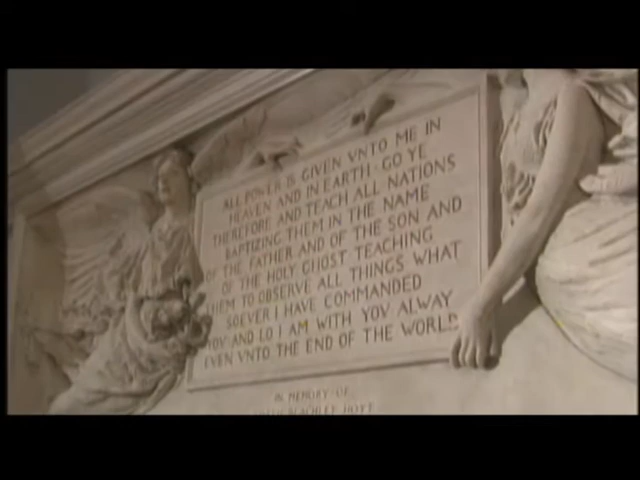 ALL POWER IS GIVEN VNTO ME IN
HEAVEN AND IN EARTH · GO YE
THEREFORE AND TEACH ALL NATIONS
BAPTIZING THEM IN THE NAME
OF THE FATHER AND OF THE SON AND
OF THE HOLY GHOST TEACHING
THEM TO OBSERVE ALL THINGS WHAT
SOEVER I HAVE COMMANDED
YOV · AND LO I AM WITH YOV ALWAY
EVEN VNTO THE END OF THE WORLD
IN MEMORY OF
HOYT